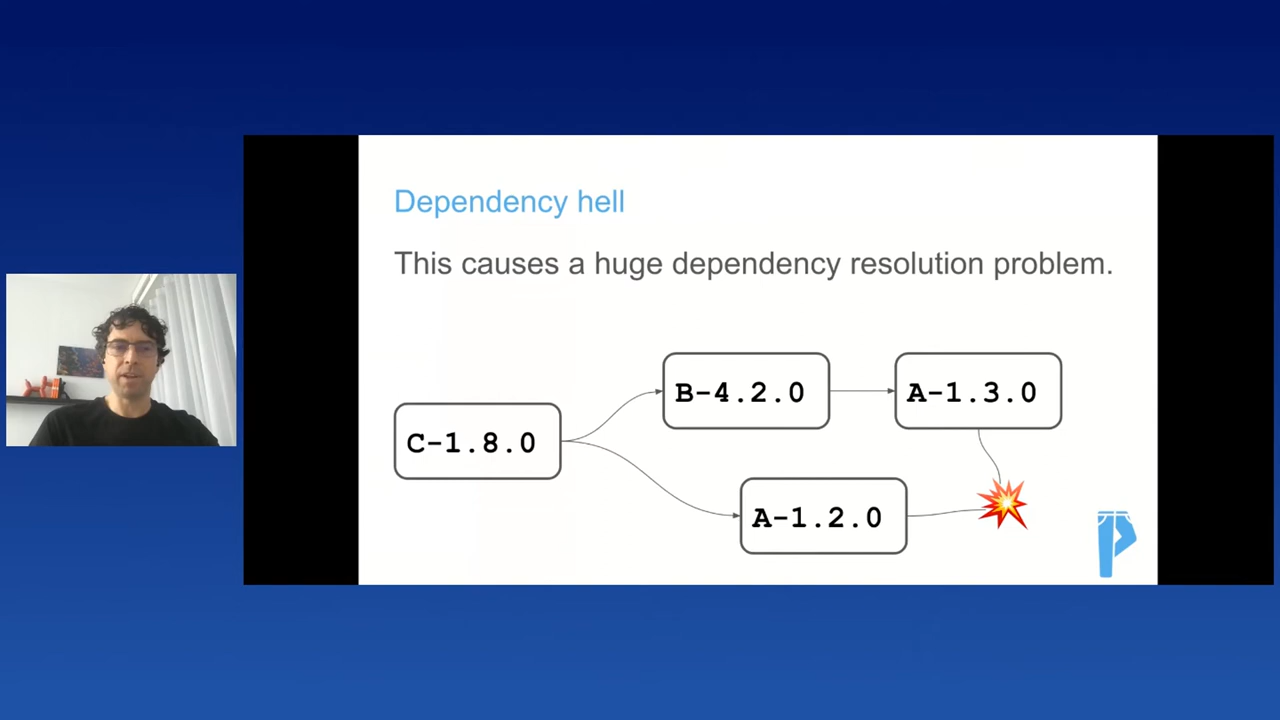 Dependency hell
This causes a huge dependency resolution problem.
B-4.2.0
A-1.3.0
C-1.8.0
A-1.2.0